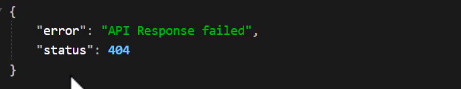 {
"error": "API Response failed",
"status": 404
}